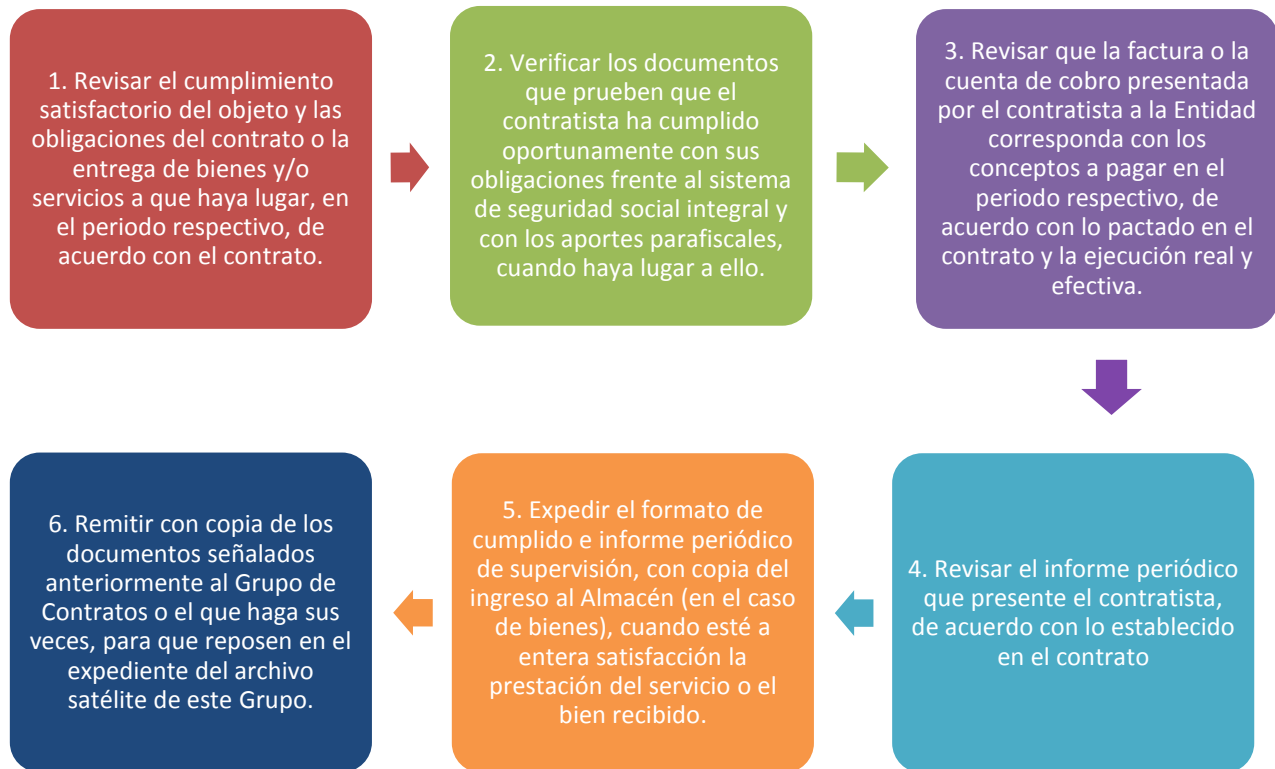 1. Revisar el cumplimiento
satisfactorio del objeto y las
obligaciones del contrato o la
entrega de bienes y/o
servicios a que haya lugar, en
el periodo respectivo, de
acuerdo con el contrato.
2. Verificar los documentos
que prueben que el
contratista ha cumplido
oportunamente con sus
obligaciones frente al sistema
de seguridad social integral y
con los aportes parafiscales,
cuando haya lugar a ello.
3. Revisar que la factura o la
cuenta de cobro presentada
por el contratista a la Entidad
corresponda con los
conceptos a pagar en el
periodo respectivo, de
acuerdo con lo pactado en el
contrato y la ejecución real y
efectiva.
4. Revisar el informe periódico
que presente el contratista,
de acuerdo con lo establecido
en el contrato
5. Expedir el formato de
cumplido e informe periódico
de supervisión, con copia del
ingreso al Almacén (en el caso
de bienes), cuando esté a
entera satisfacción la
prestación del servicio o el
bien recibido.
6. Remitir con copia de los
documentos señalados
anteriormente al Grupo de
Contratos o el que haga sus
veces, para que reposen en el
expediente del archivo
satélite de este Grupo.